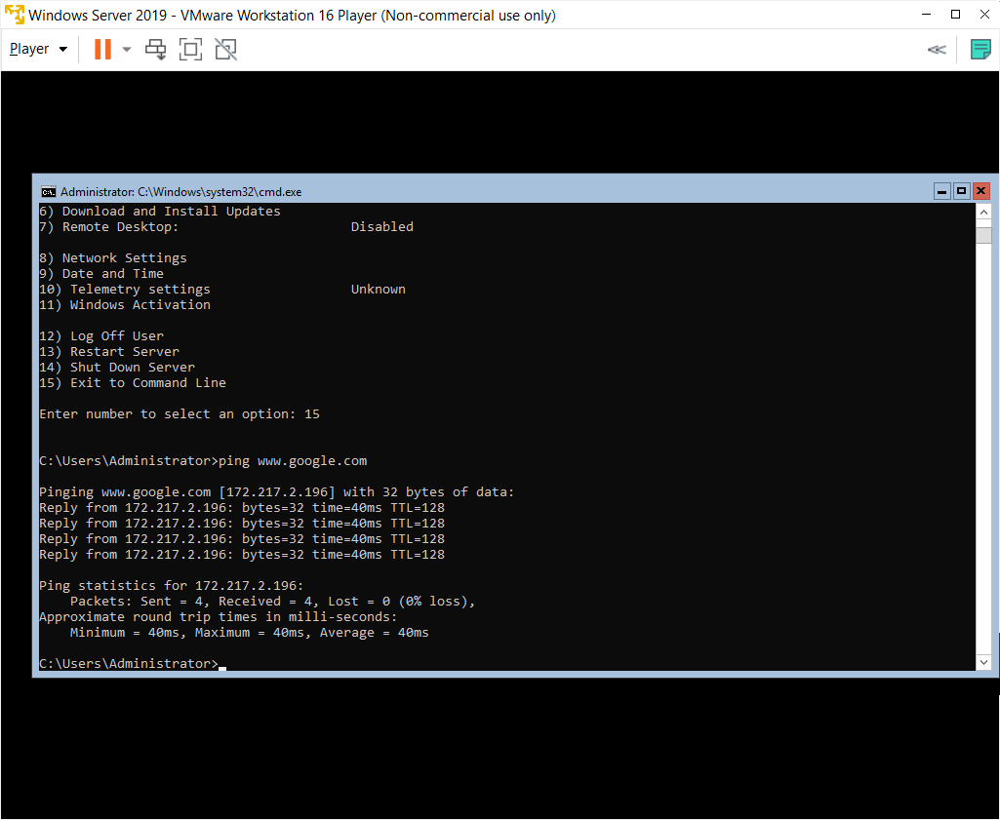 Windows Server 2019 - VMware Workstation 16 Player (Non-commercial use only)
Player
Administrator: C:\Windows\system32\cmd.exe
6) Download and Install Updates
7) Remote Desktop: Disabled
8) Network Settings
9) Date and Time
10) Telemetry settings Unknown
11) Windows Activation
12) Log Off User
13) Restart Server
14) Shut Down Server
15) Exit to Command Line
Enter number to select an option: 15
C:\Users\Administrator>ping www.google.com
Pinging www.google.com [172.217.2.196] with 32 bytes of data:
Reply from 172.217.2.196: bytes=32 time=40ms TTL=128
Reply from 172.217.2.196: bytes=32 time=40ms TTL=128
Reply from 172.217.2.196: bytes=32 time=40ms TTL=128
Reply from 172.217.2.196: bytes=32 time=40ms TTL=128
Ping statistics for 172.217.2.196:
Packets: Sent = 4, Received = 4, Lost = 0 (0% loss),
Approximate round trip times in milli-seconds:
Minimum = 40ms, Maximum = 40ms, Average = 40ms
C:\Users\Administrator>